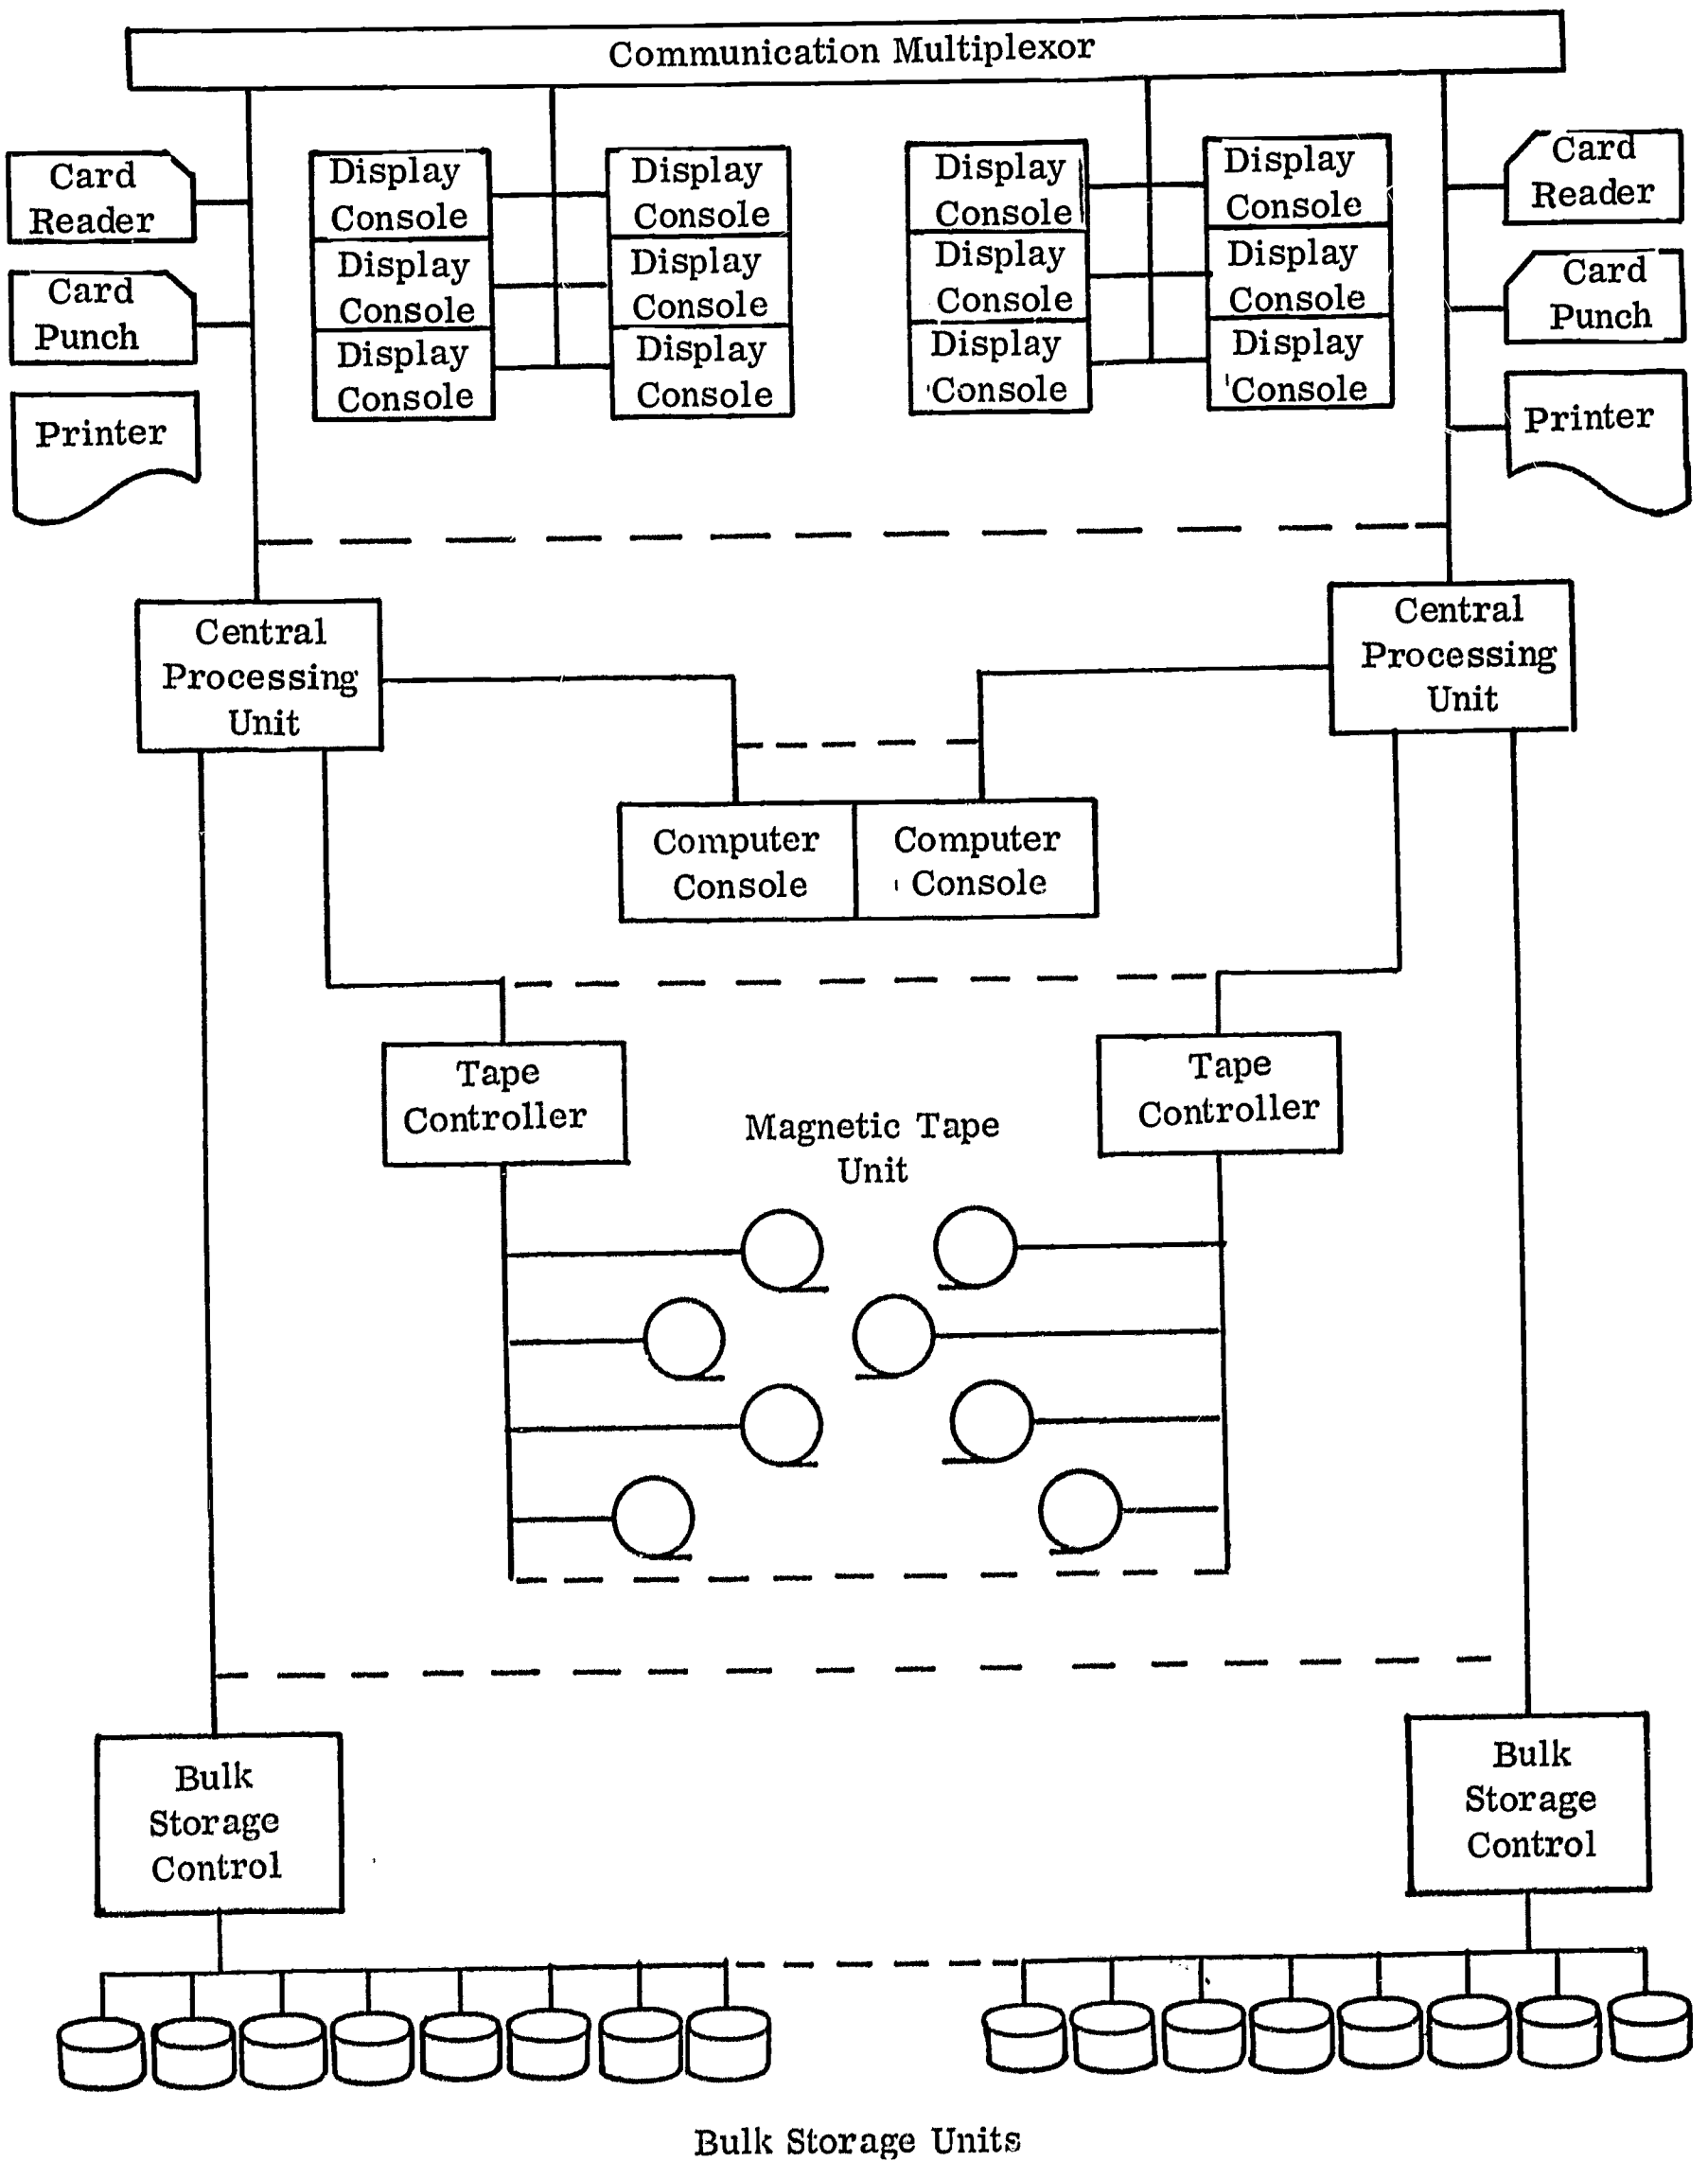 Communication Multiplexor
Card
Reader
Card
Punch
Printer
Display
Console
Display
Console
Display
Console
Display
Console
Display
Console
Display
Console
Display
Console
Display
Console
Display
Console
Display
Console
Display
Console
Display
Console
Card
Reader
Card
Punch
Printer
Central
Processing
Unit
Central
Processing
Unit
Computer
Console
Computer
Console
Tape
Controller
Magnetic Tape
Unit
Tape
Controller
Bulk
Storage
Control
Bulk
Storage
Control
Bulk Storage Units